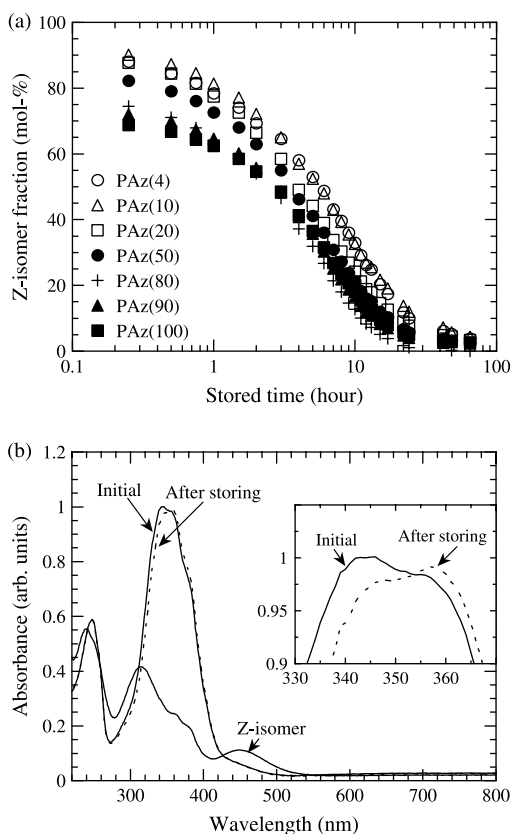 (a)
100
80
60
40
20
0
Z-isomer fraction (mol-%)
PAz(4)
PAz(10)
PAz(20)
PAz(50)
PAz(80)
PAz(90)
PAz(100)
0.1 1.0 10 100
Stored time (hour)
(b)
1.2
1
0.8
0.6
0.4
0.2
0
Absorbance (arb. units)
Initial
After storing
Z-isomer
Initial
After storing
1
0.95
0.9
330 340 350 360
300 400 500 600 700 800
Wavelength (nm)